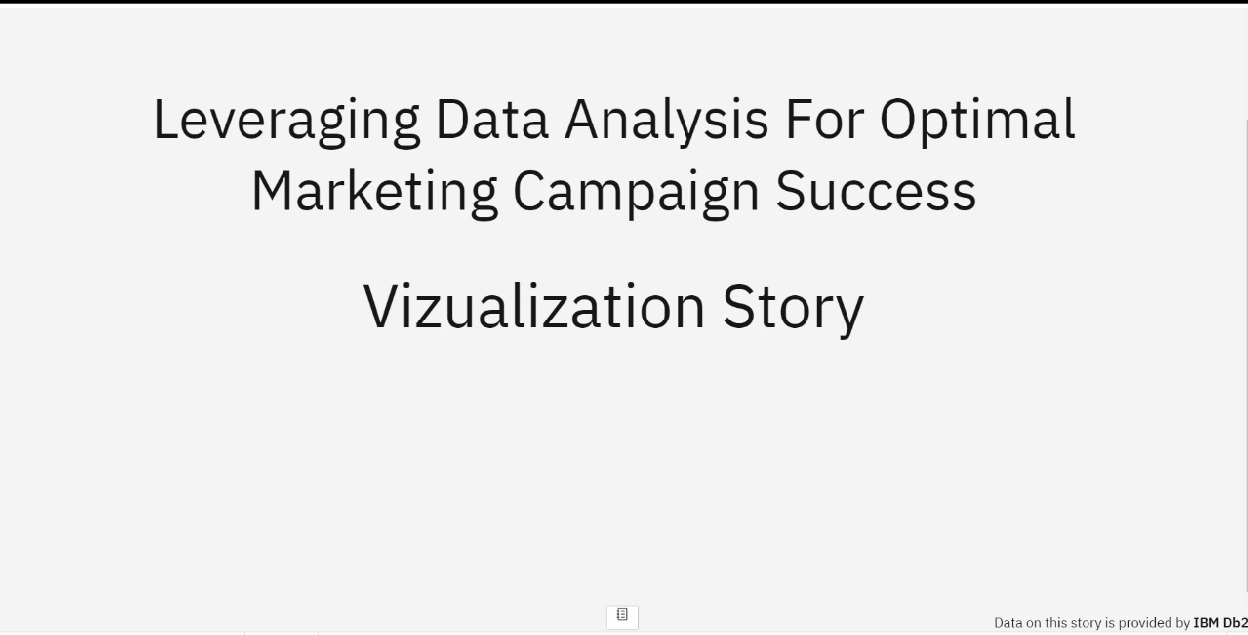 Leveraging Data Analysis For Optimal
Marketing Campaign Success
Vizualization Story
Data on this story is provided by IBM Db2